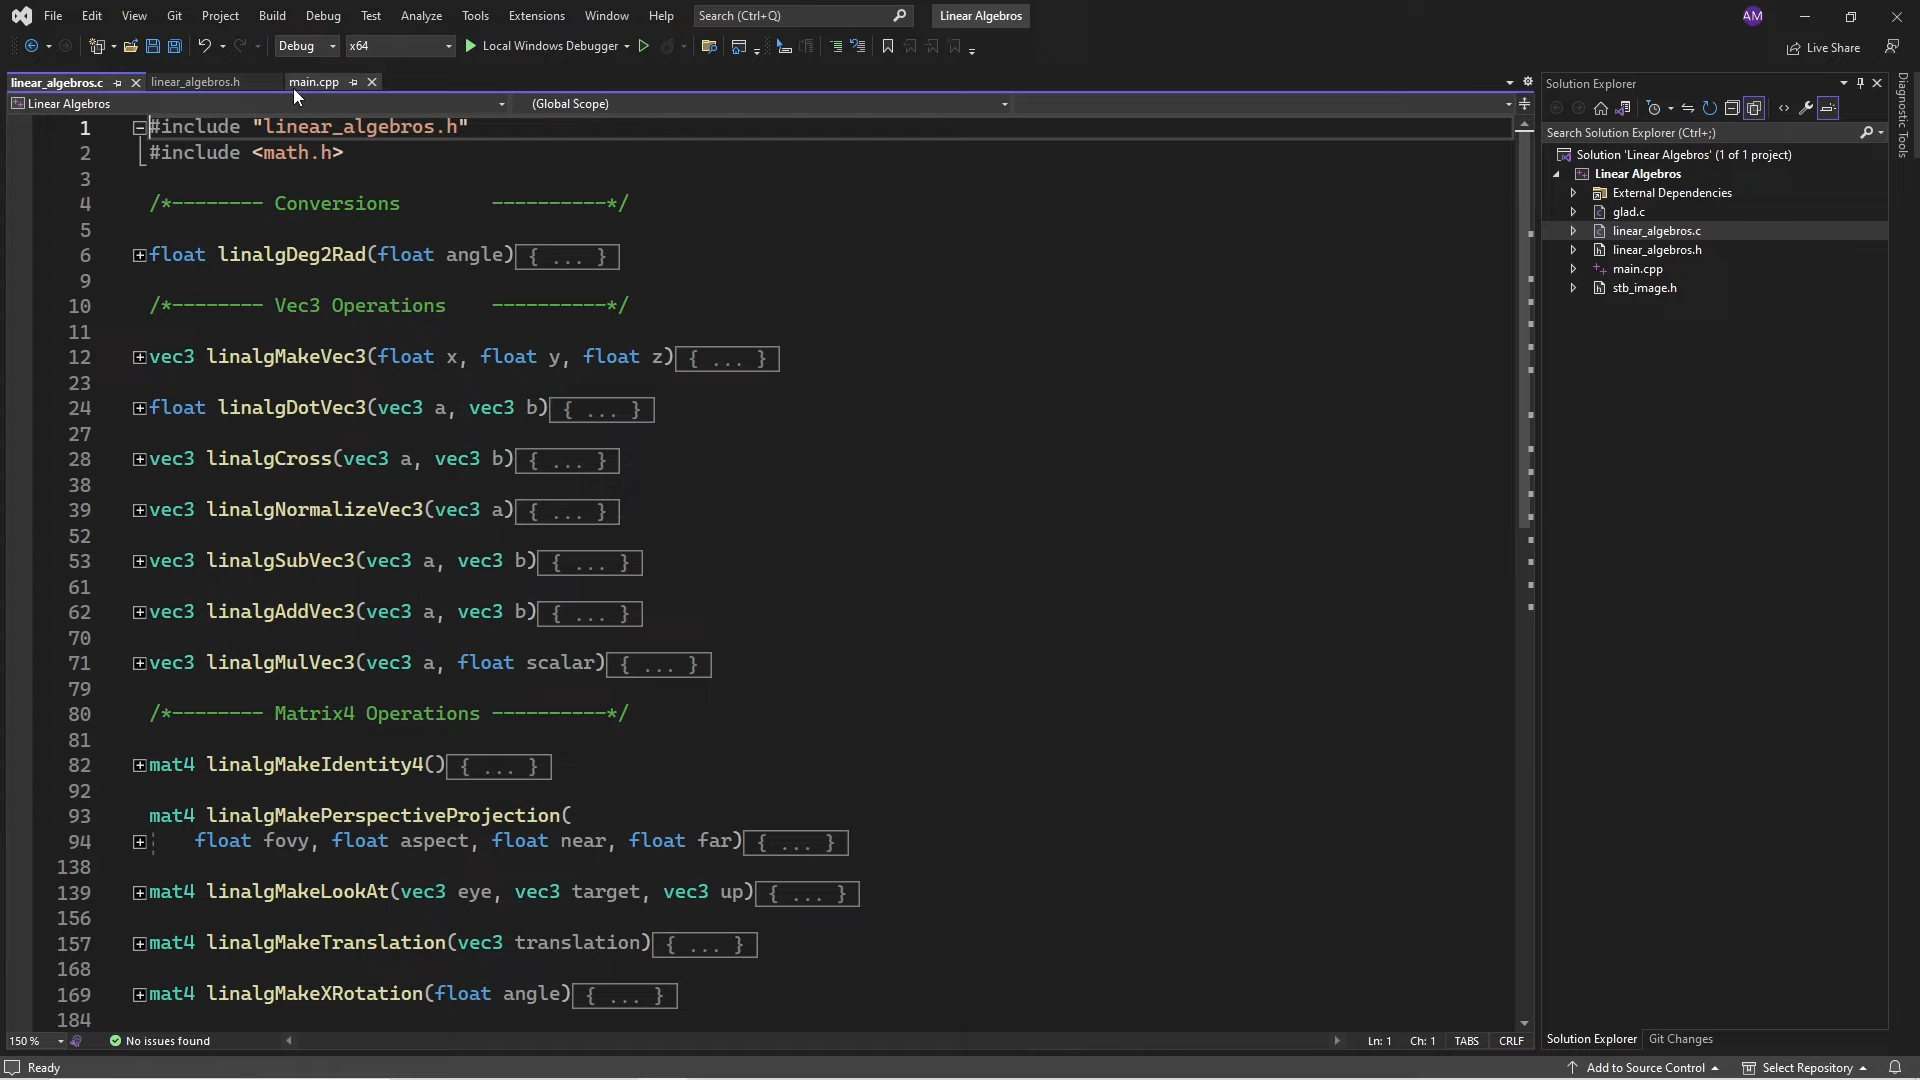 File Edit View Git Project Build Debug Test Analyze Tools Extensions Window Help Search (Ctrl+Q) Linear Algebros AM
Debug x64 Local Windows Debugger Live Share
linear_algebros.c linear_algebros.h main.cpp
Linear Algebros (Global Scope)
1 #include "linear_algebros.h"
2 #include <math.h>
3
4 /*-------- Conversions ----------*/
5
6 float linalgDeg2Rad(float angle){ ... }
9
10 /*-------- Vec3 Operations ----------*/
11
12 vec3 linalgMakeVec3(float x, float y, float z){ ... }
23
24 float linalgDotVec3(vec3 a, vec3 b){ ... }
27
28 vec3 linalgCross(vec3 a, vec3 b){ ... }
38
39 vec3 linalgNormalizeVec3(vec3 a){ ... }
52
53 vec3 linalgSubVec3(vec3 a, vec3 b){ ... }
61
62 vec3 linalgAddVec3(vec3 a, vec3 b){ ... }
70
71 vec3 linalgMulVec3(vec3 a, float scalar){ ... }
79
80 /*-------- Matrix4 Operations ----------*/
81
82 mat4 linalgMakeIdentity4(){ ... }
92
93 mat4 linalgMakePerspectiveProjection(
94 float fovy, float aspect, float near, float far){ ... }
138
139 mat4 linalgMakeLookAt(vec3 eye, vec3 target, vec3 up){ ... }
156
157 mat4 linalgMakeTranslation(vec3 translation){ ... }
168
169 mat4 linalgMakeXRotation(float angle){ ... }
184
150 % No issues found Ln: 1 Ch: 1 TABS CRLF
Solution Explorer
Search Solution Explorer (Ctrl+;)
Solution 'Linear Algebros' (1 of 1 project)
Linear Algebros
External Dependencies
glad.c
linear_algebros.c
linear_algebros.h
main.cpp
stb_image.h
Solution Explorer Git Changes
Diagnostic Tools
Ready Add to Source Control Select Repository